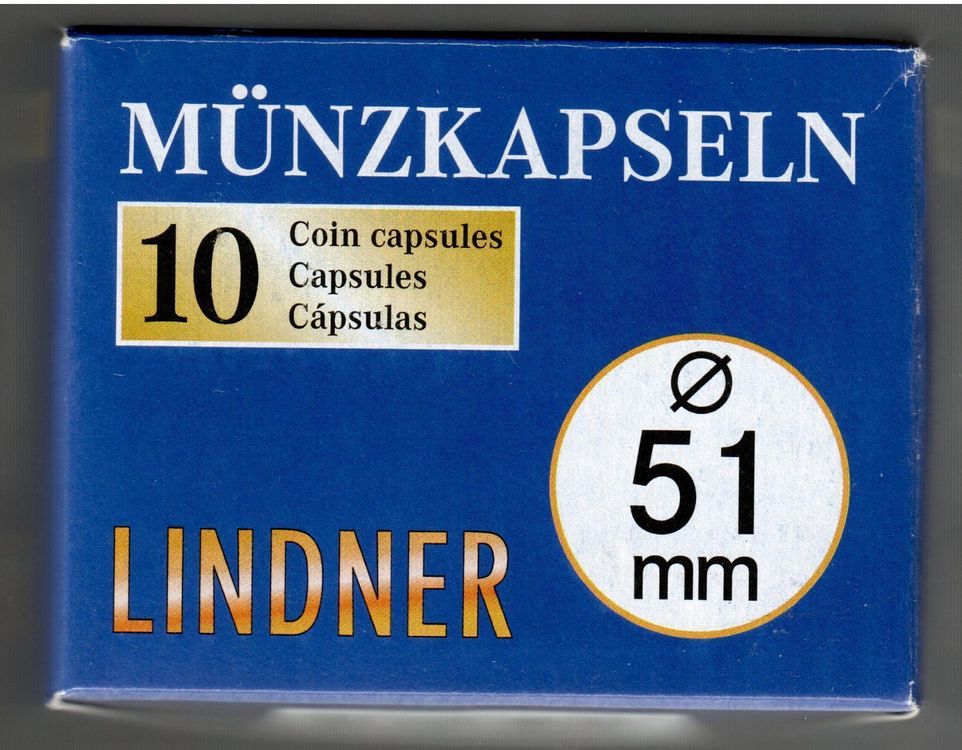 MÜNZKAPSELN
10
Coin capsules
Capsules
Cápsulas
Ø
51
mm
LINDNER